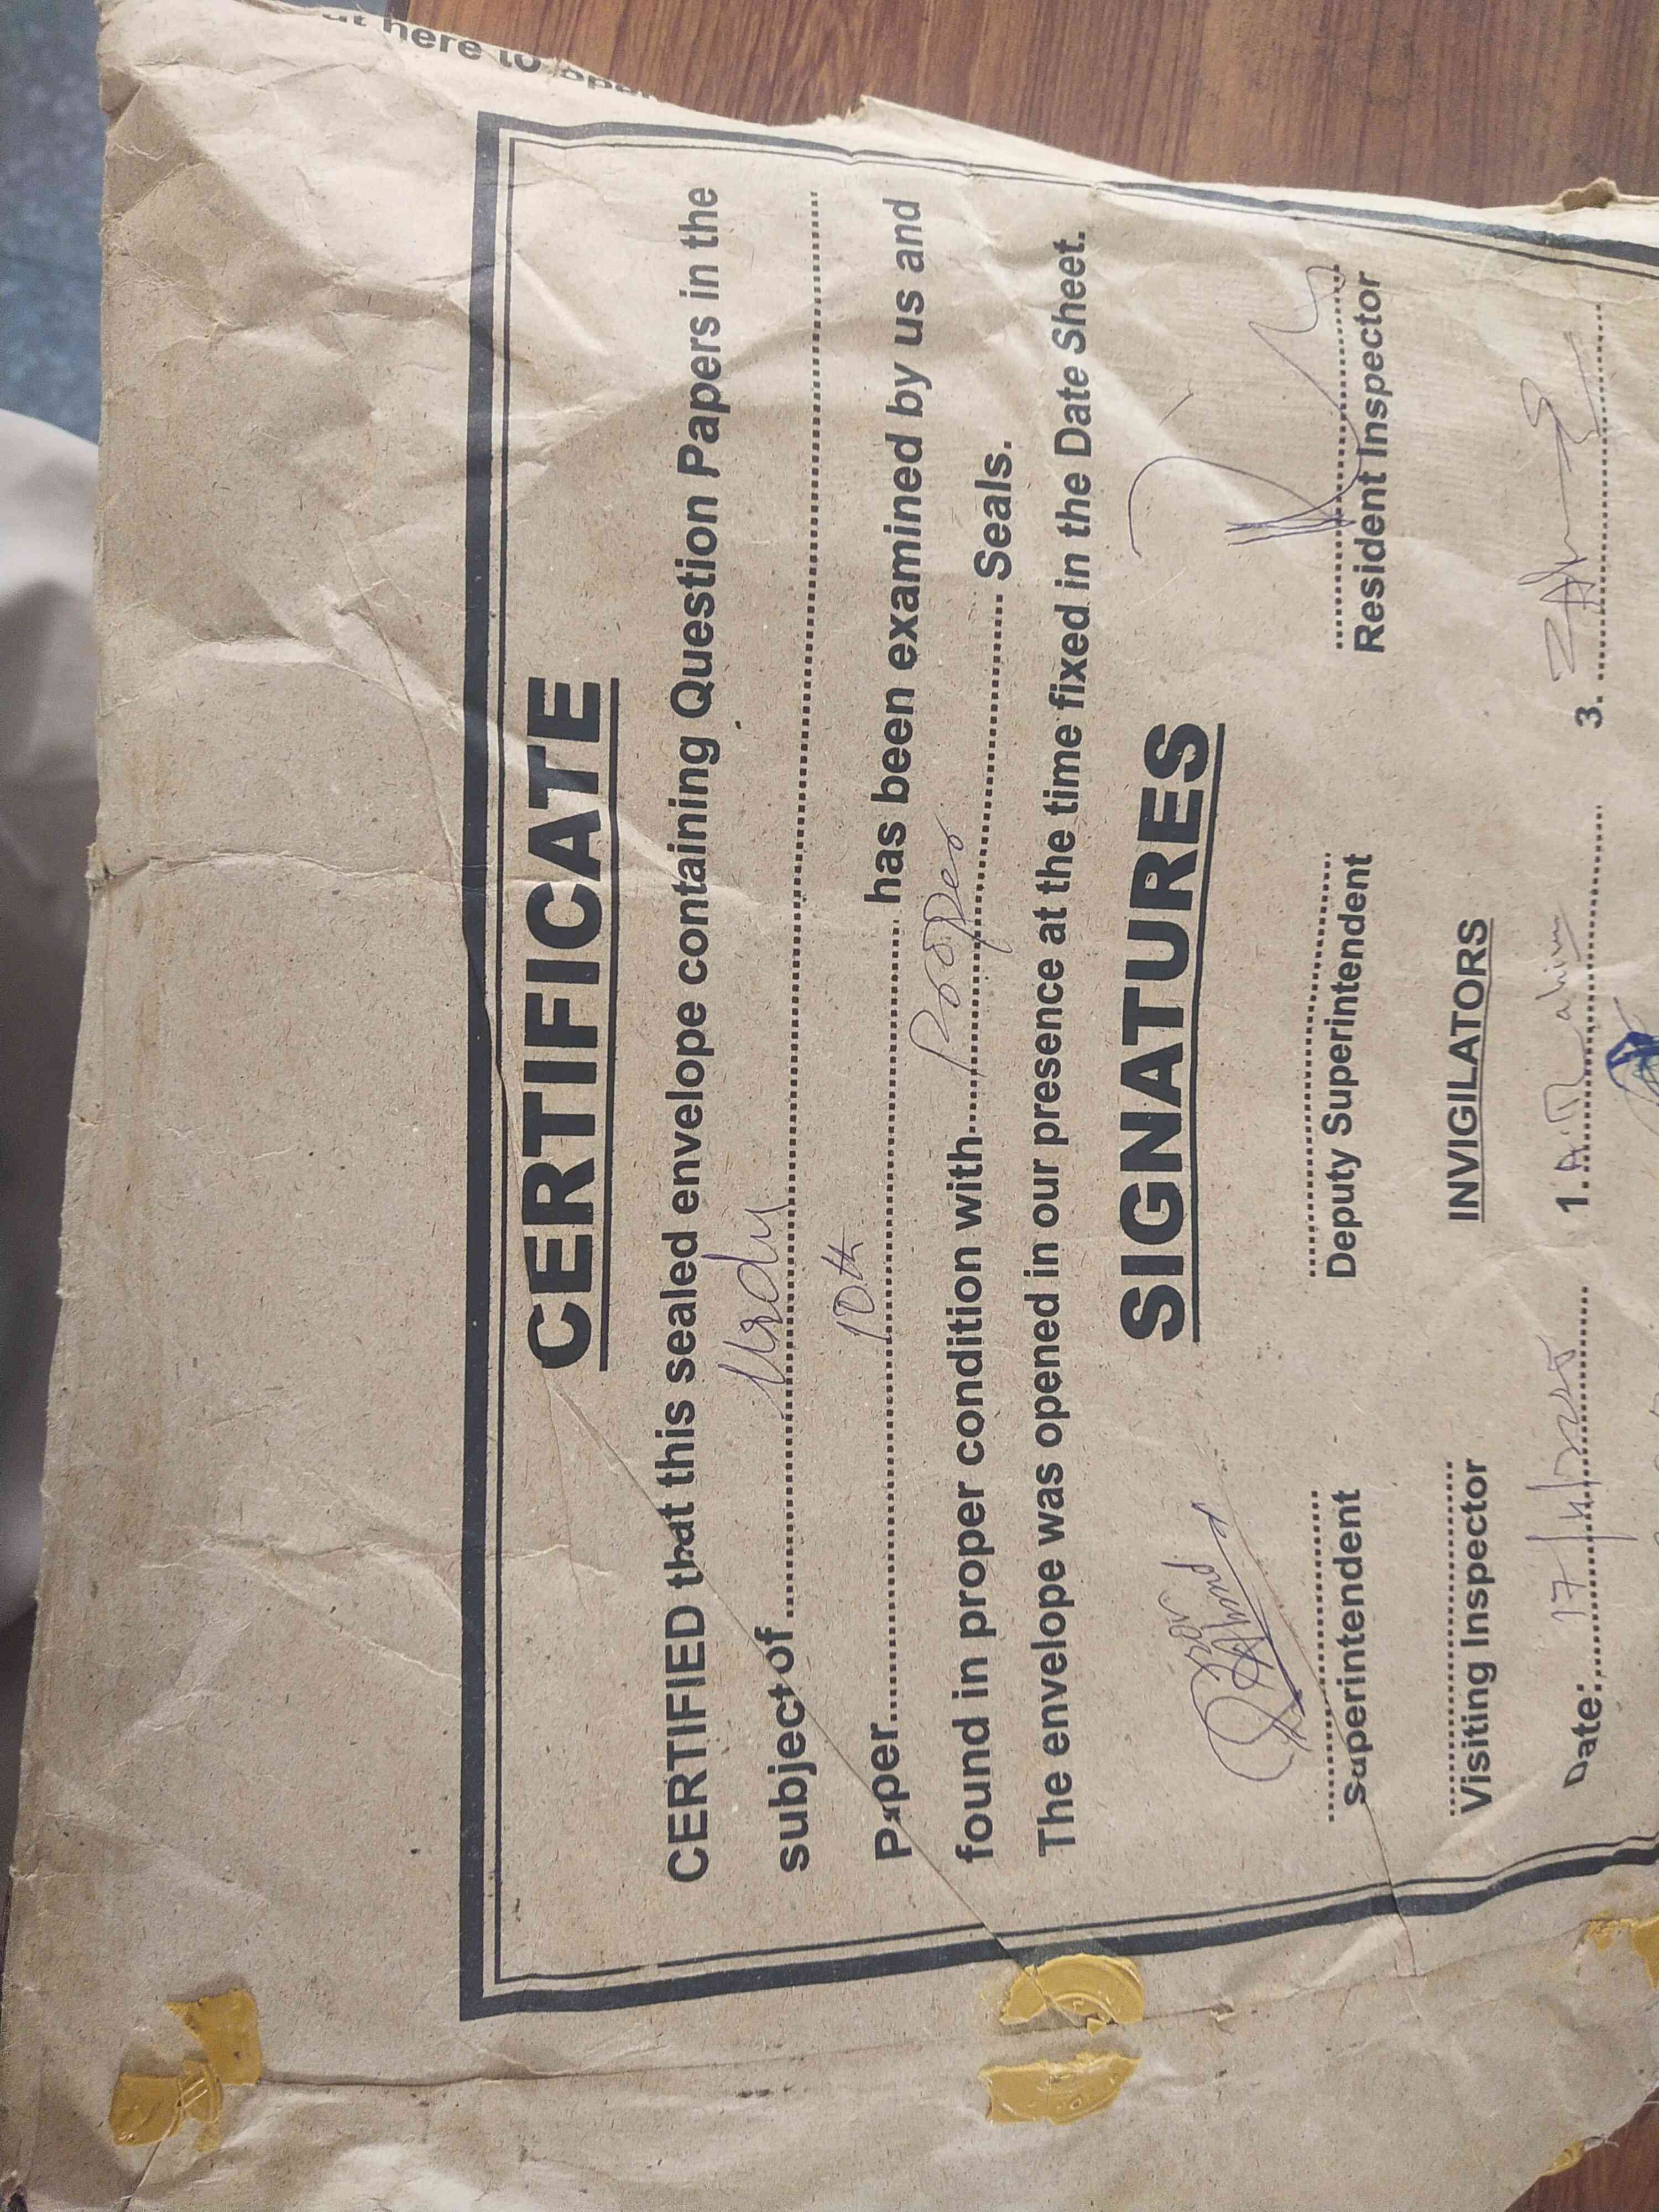 CERTIFICATE
CERTIFIED that this sealed envelope containing Question Papers in the
subject of ........ Urdu ........
Paper ........ 10th ........ has been examined by us and
found in proper condition with ........ Proper ........ Seals.
The envelope was opened in our presence at the time fixed in the Date Sheet.
SIGNATURES
Superintendent Deputy Superintendent Resident Inspector
Visiting Inspector INVIGILATORS
Date: 17/4/2025 1. A. Rahim 3.
here to